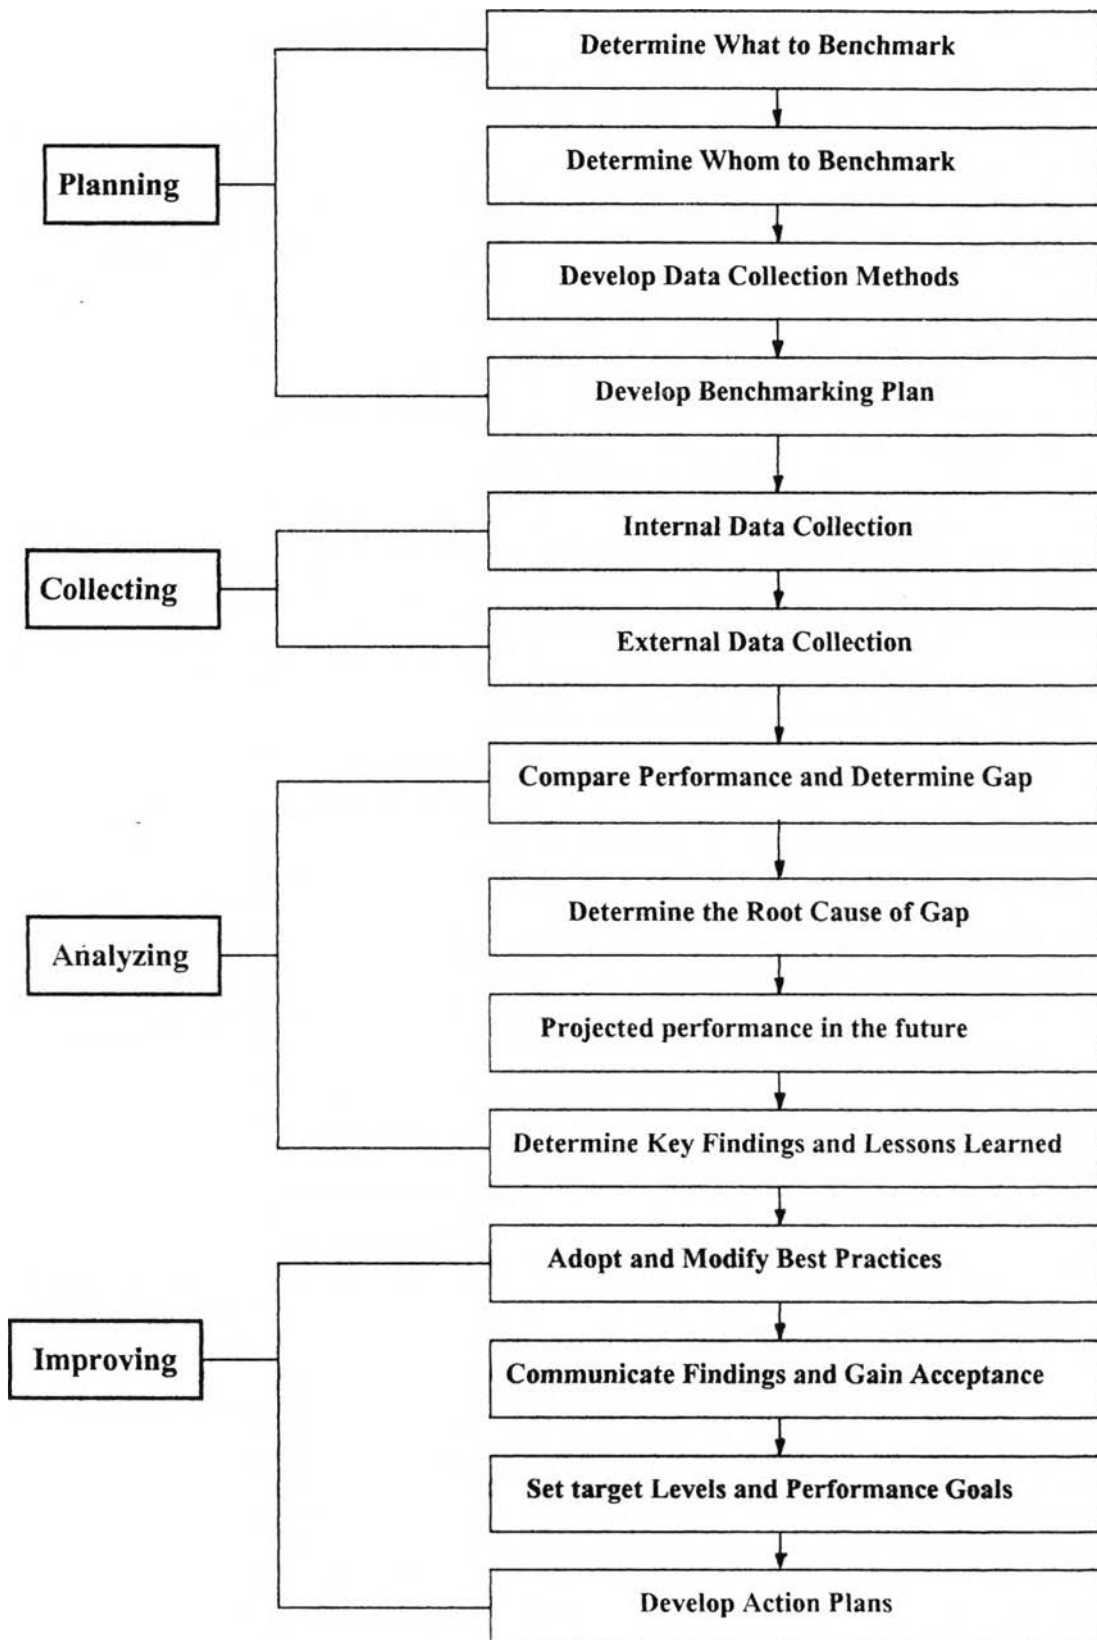 Determine What to Benchmark
Determine Whom to Benchmark
Planning
Develop Data Collection Methods
Develop Benchmarking Plan
Internal Data Collection
Collecting
External Data Collection
Compare Performance and Determine Gap
Determine the Root Cause of Gap
Analyzing
Projected performance in the future
Determine Key Findings and Lessons Learned
Adopt and Modify Best Practices
Improving
Communicate Findings and Gain Acceptance
Set target Levels and Performance Goals
Develop Action Plans